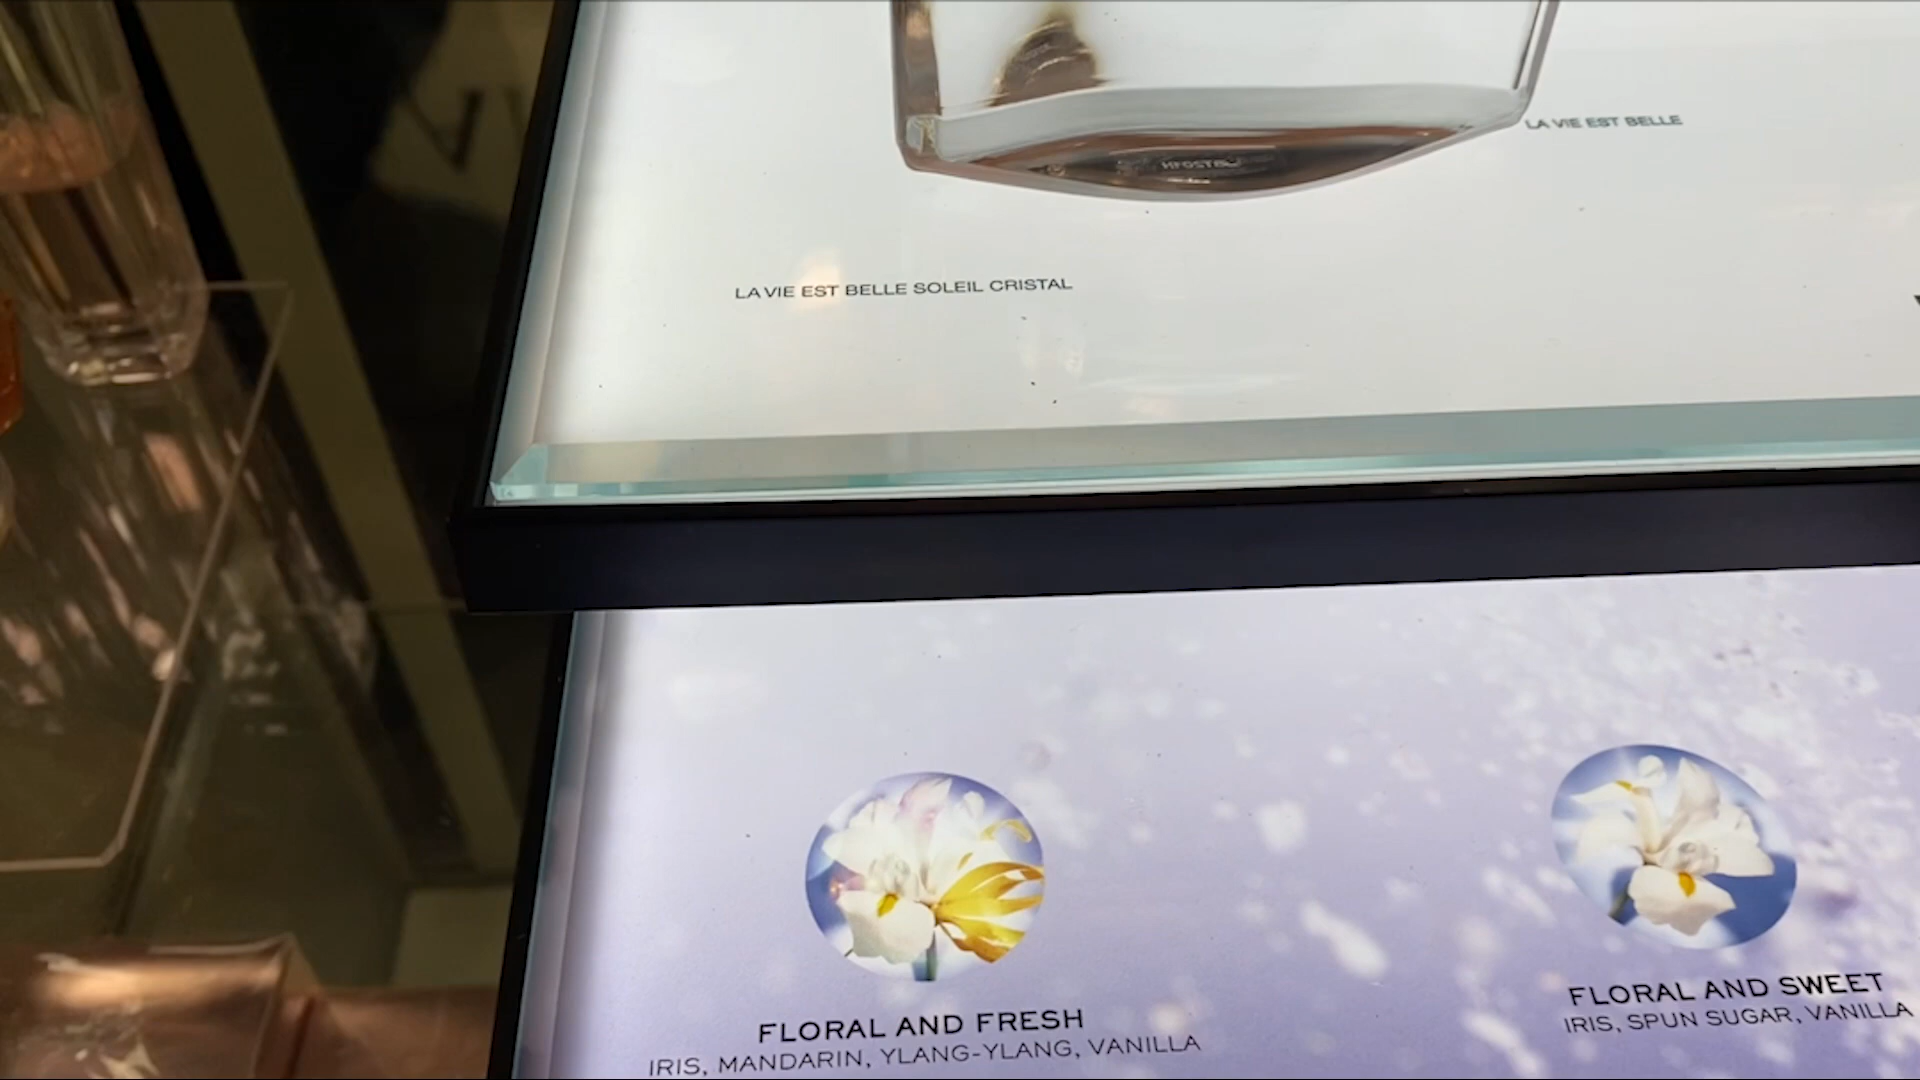 LA VIE EST BELLE
LA VIE EST BELLE SOLEIL CRISTAL
FLORAL AND FRESH
IRIS, MANDARIN, YLANG-YLANG, VANILLA
FLORAL AND SWEET
IRIS, SPUN SUGAR, VANILLA